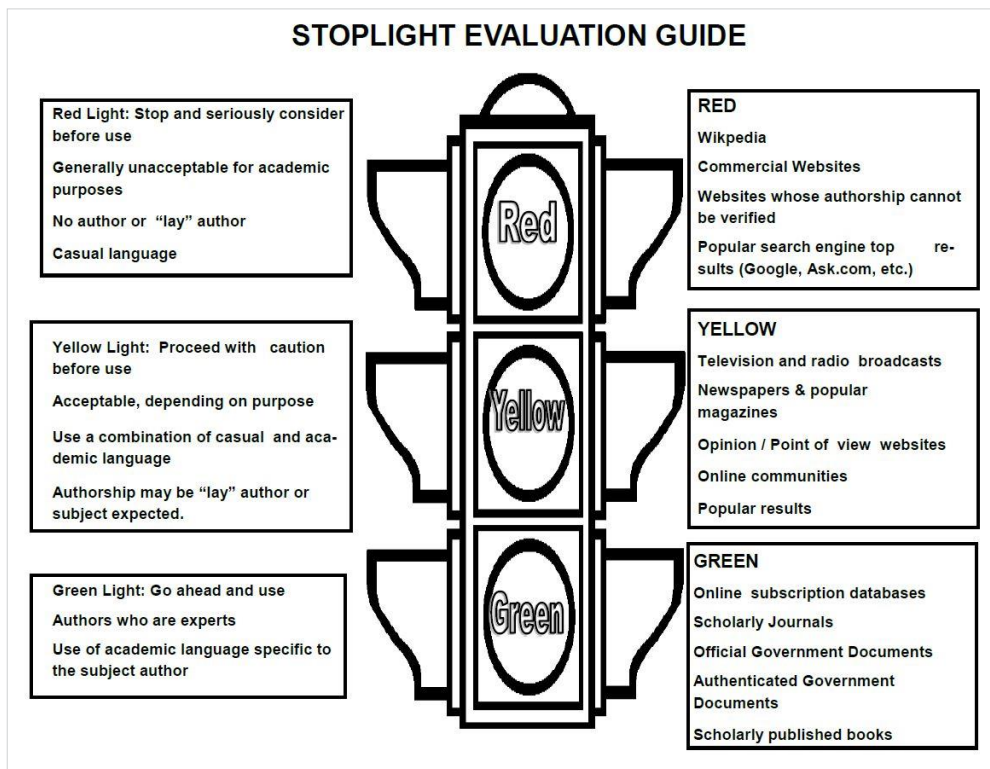 STOPLIGHT EVALUATION GUIDE
Red Light: Stop and seriously consider
before use
Generally unacceptable for academic
purposes
No author or “lay” author
Casual language
Red
RED
Wikpedia
Commercial Websites
Websites whose authorship cannot
be verified
Popular search engine top re-
sults (Google, Ask.com, etc.)
Yellow Light: Proceed with caution
before use
Acceptable, depending on purpose
Use a combination of casual and aca-
demic language
Authorship may be “lay” author or
subject expected.
Yellow
YELLOW
Television and radio broadcasts
Newspapers & popular
magazines
Opinion / Point of view websites
Online communities
Popular results
Green Light: Go ahead and use
Authors who are experts
Use of academic language specific to
the subject author
Green
GREEN
Online subscription databases
Scholarly Journals
Official Government Documents
Authenticated Government
Documents
Scholarly published books